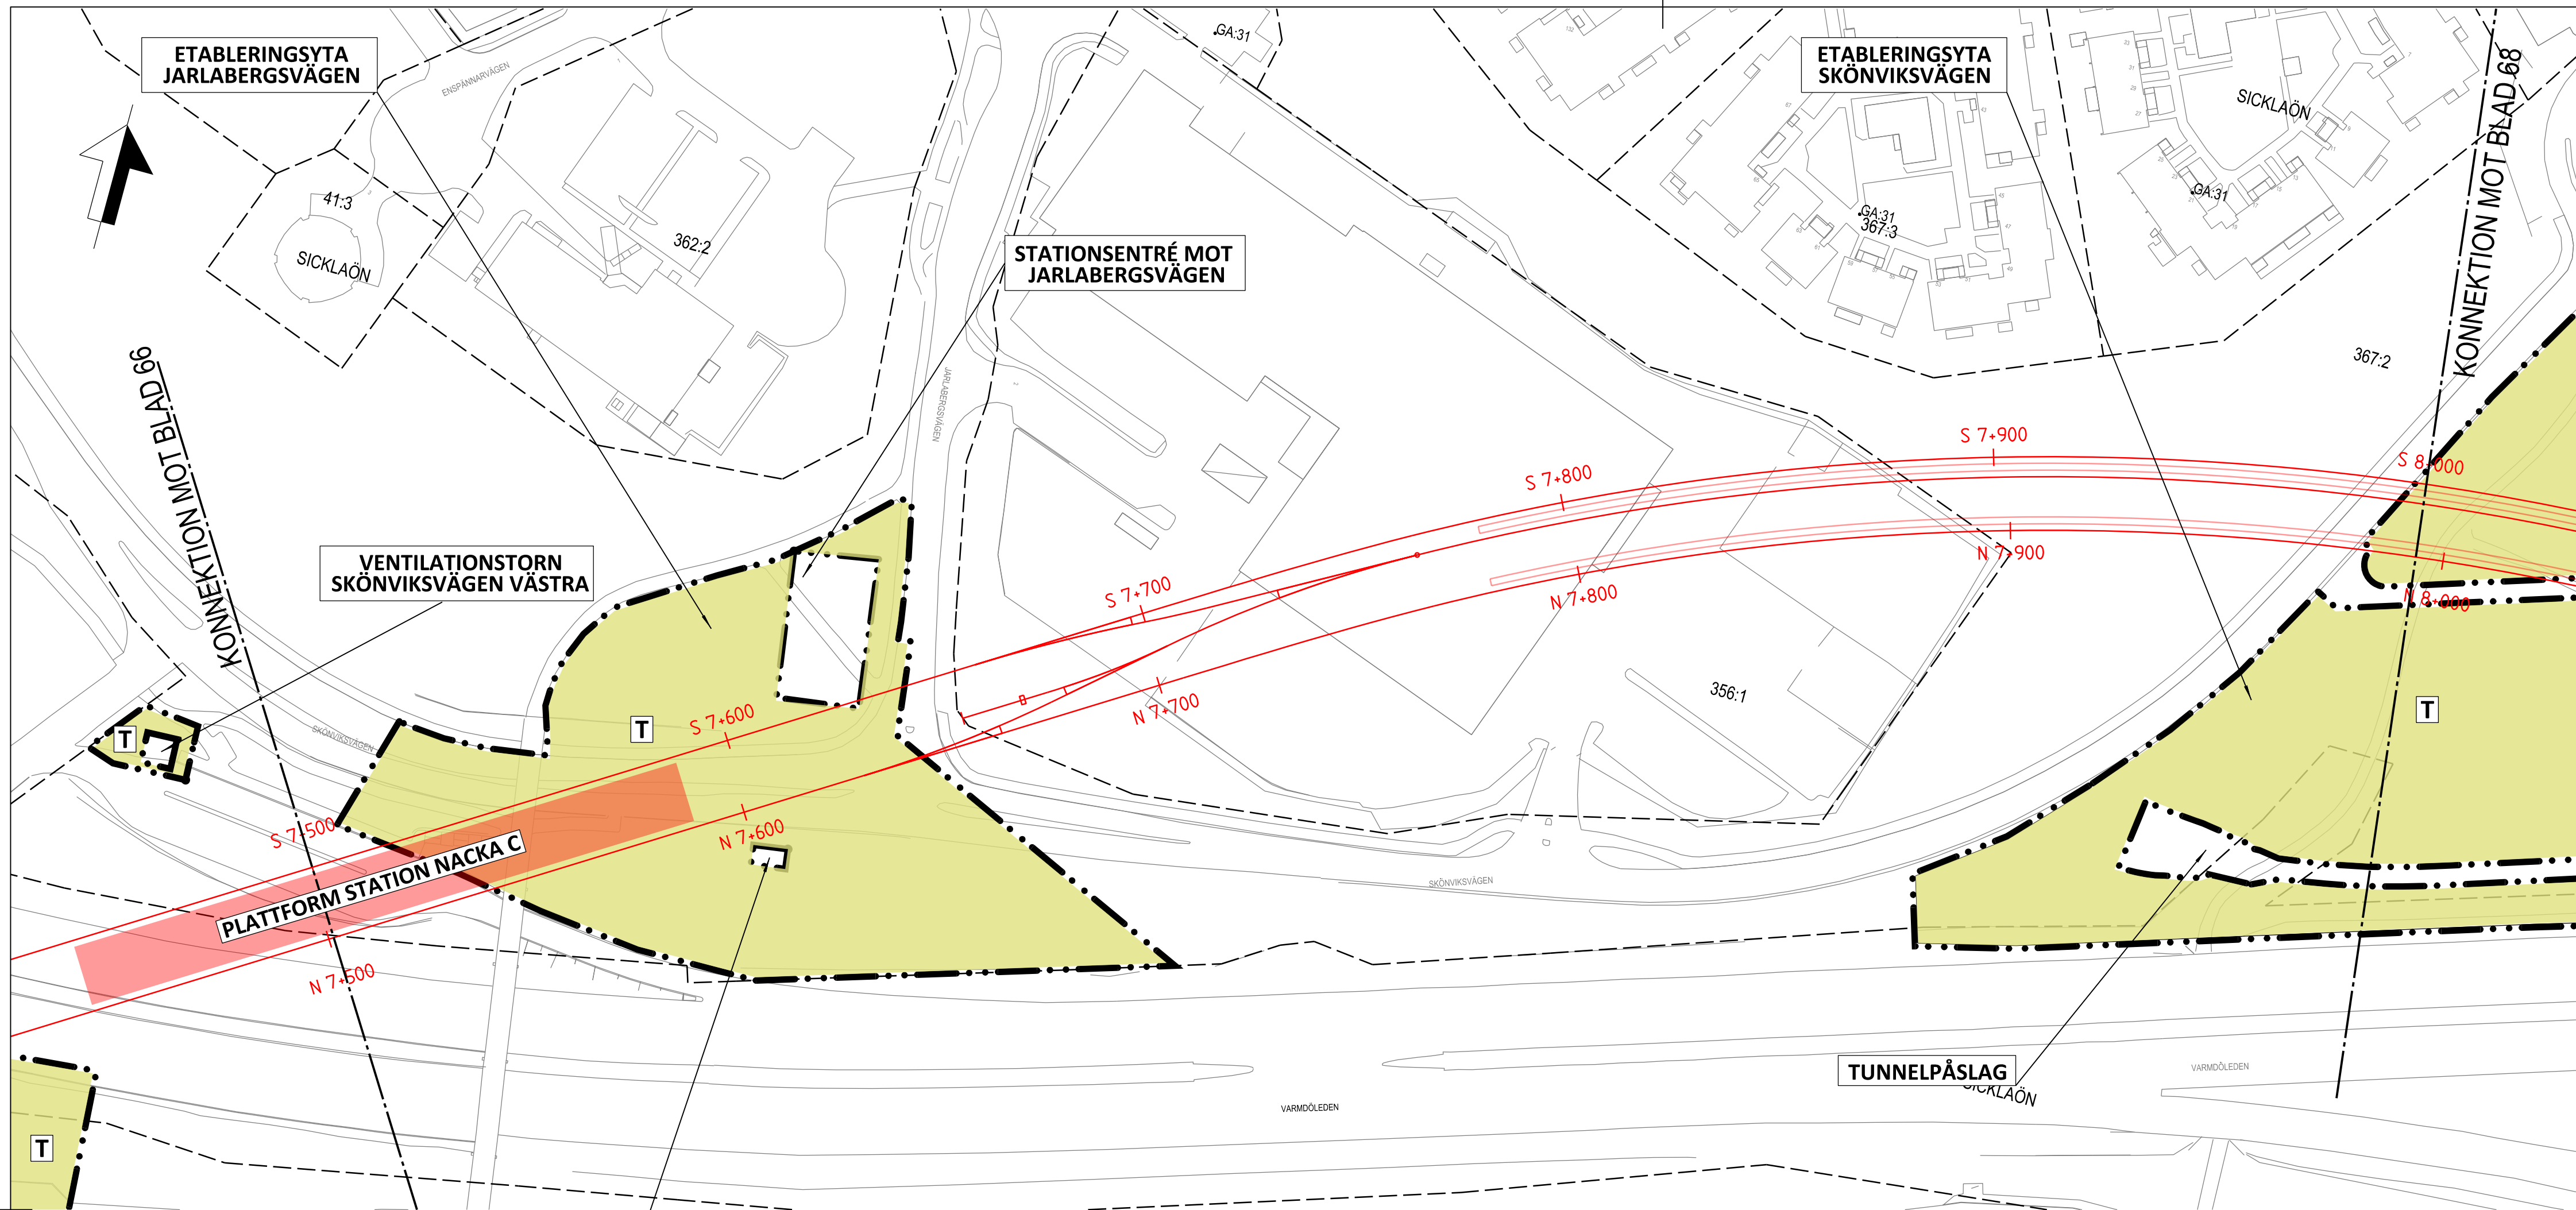 ETABLERINGSYTA
JARLABERGSVÄGEN
ENSPÄNNARVÄGEN
GA:31
ETABLERINGSYTA
SKÖNVIKSVÄGEN
SICKLAÖN
KONNEKTION MOT BLAD 68
41:3
SICKLAÖN
362:2
STATIONSENTRÉ MOT
JARLABERGSVÄGEN
GA:31
367:3
GA:31
367:2
JARLABERGSVÄGEN
KONNEKTION MOT BLAD 66
VENTILATIONSTORN
SKÖNVIKSVÄGEN VÄSTRA
S 7+900
S 8+000
S 7+800
N 7+900
S 7+700
N 7+800
N 8+000
356:1
N 7+700
T
T
T
SKÖNVIKSVÄGEN
S 7+600
S 7+500
N 7+600
PLATTFORM STATION NACKA C
N 7+500
SKÖNVIKSVÄGEN
TUNNELPÅSLAG
SICKLAÖN
VARMDÖLEDEN
VARMDÖLEDEN
T